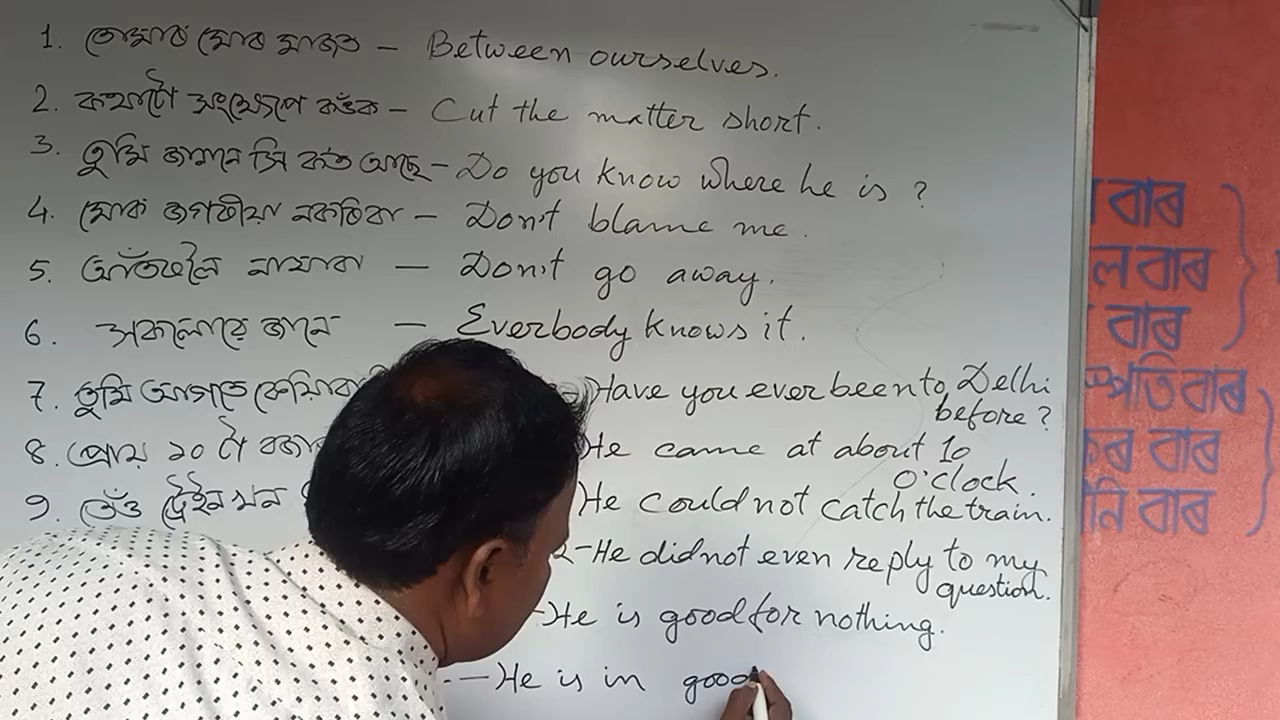 1. তোমাৰ মোৰ মাজত – Between ourselves.
2. কথাটো সংক্ষেপে কওঁক – Cut the matter short.
3. তুমি জানানে সি কত আছে – Do you know where he is ?
4. মোক জগৰীয়া নকৰিবা – Don't blame me.
5. আঁতৰলৈ নাযাবা – Don't go away.
6. সকলোৱে জানে – Everbody knows it.
7. তুমি আগতে Have you ever been to Delhi
before ?
8. প্ৰায় ১০ টা He came at about 10
O'clock.
9. তেওঁ ট্ৰেইন খন He could not catch the train.
– He did not even reply to my
question.
– He is good for nothing.
– He is in good
বাৰ
ল বাৰ
বাৰ
স্পতি বাৰ
বাৰ
নি বাৰ